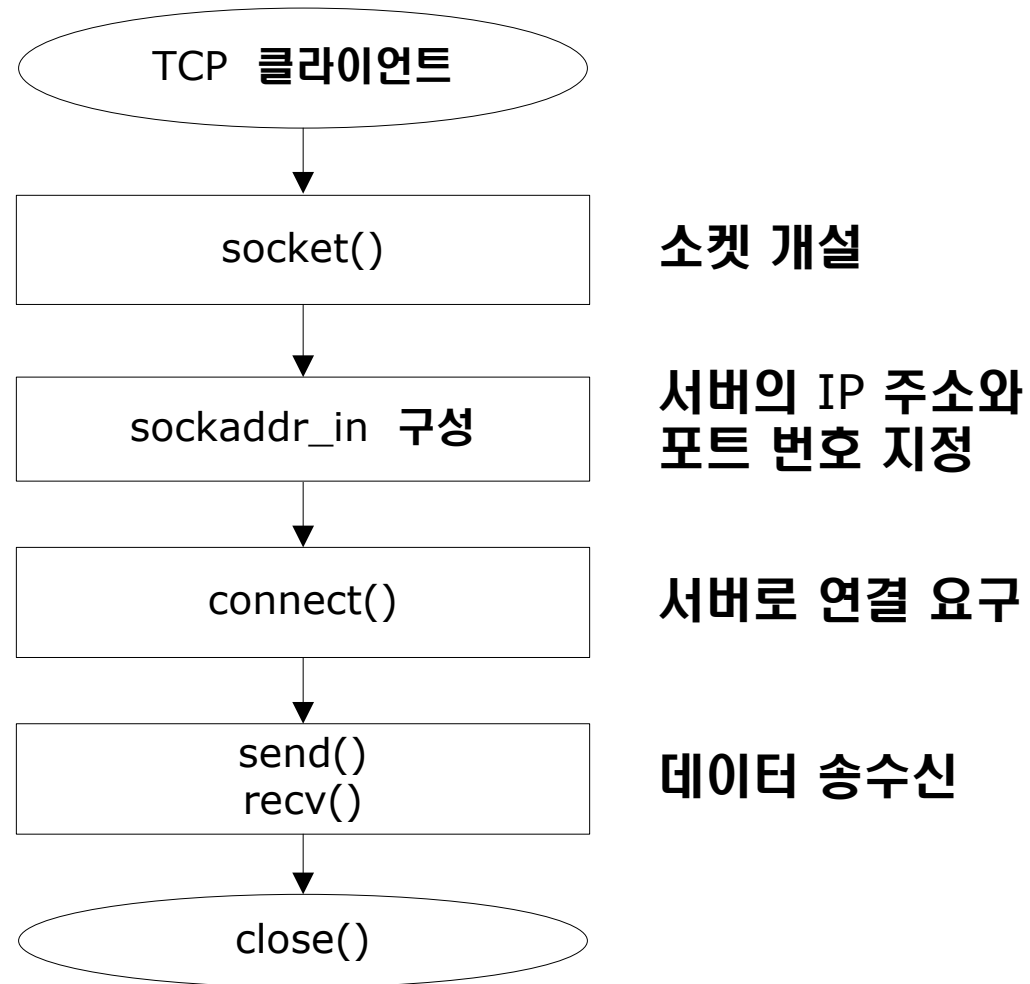 TCP 클라이언트
socket()
소켓 개설
sockaddr_in 구성
서버의 IP 주소와
포트 번호 지정
connect()
서버로 연결 요구
send()
recv()
데이터 송수신
close()